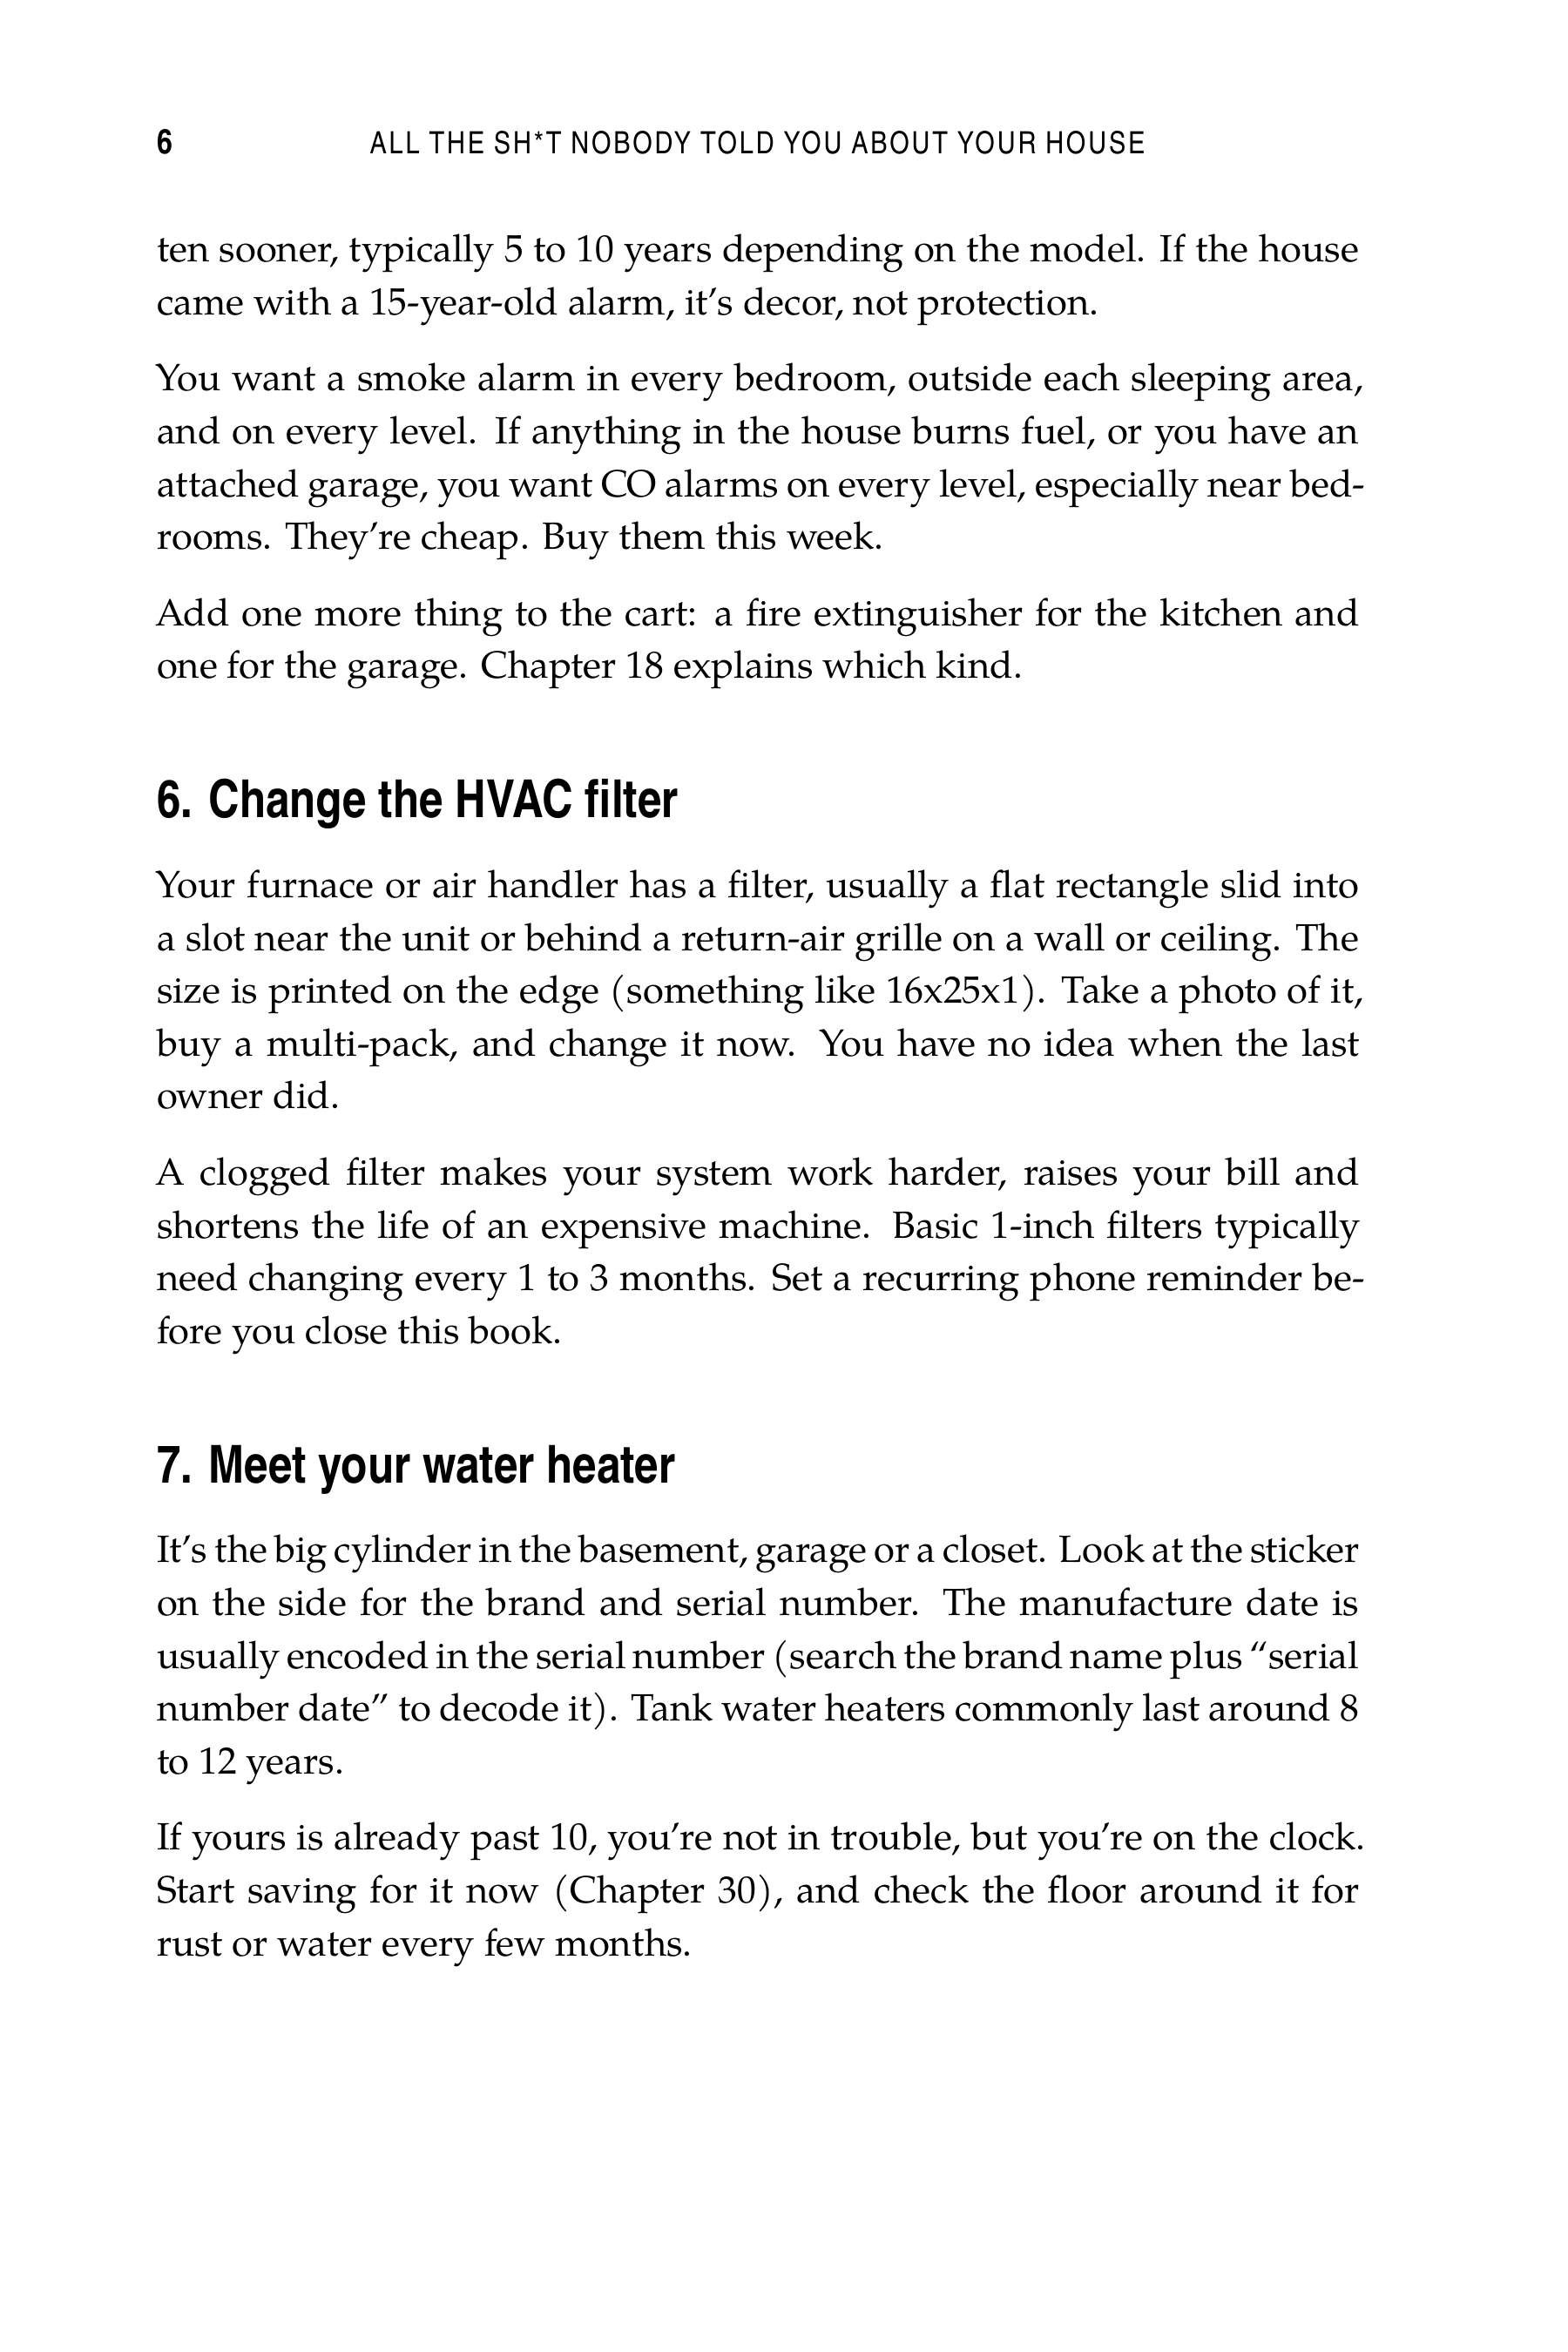 6 ALL THE SH*T NOBODY TOLD YOU ABOUT YOUR HOUSE
ten sooner, typically 5 to 10 years depending on the model. If the house
came with a 15-year-old alarm, it’s decor, not protection.
You want a smoke alarm in every bedroom, outside each sleeping area,
and on every level. If anything in the house burns fuel, or you have an
attached garage, you want CO alarms on every level, especially near bed-
rooms. They’re cheap. Buy them this week.
Add one more thing to the cart: a fire extinguisher for the kitchen and
one for the garage. Chapter 18 explains which kind.
6. Change the HVAC filter
Your furnace or air handler has a filter, usually a flat rectangle slid into
a slot near the unit or behind a return-air grille on a wall or ceiling. The
size is printed on the edge (something like 16x25x1). Take a photo of it,
buy a multi-pack, and change it now. You have no idea when the last
owner did.
A clogged filter makes your system work harder, raises your bill and
shortens the life of an expensive machine. Basic 1-inch filters typically
need changing every 1 to 3 months. Set a recurring phone reminder be-
fore you close this book.
7. Meet your water heater
It’s the big cylinder in the basement, garage or a closet. Look at the sticker
on the side for the brand and serial number. The manufacture date is
usually encoded in the serial number (search the brand name plus “serial
number date” to decode it). Tank water heaters commonly last around 8
to 12 years.
If yours is already past 10, you’re not in trouble, but you’re on the clock.
Start saving for it now (Chapter 30), and check the floor around it for
rust or water every few months.